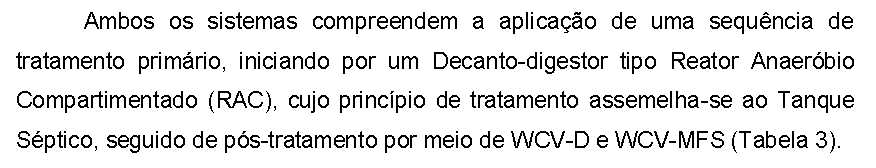 Ambos os sistemas compreendem a aplicação de uma sequência de
tratamento primário, iniciando por um Decanto-digestor tipo Reator Anaeróbio
Compartimentado (RAC), cujo princípio de tratamento assemelha-se ao Tanque
Séptico, seguido de pós-tratamento por meio de WCV-D e WCV-MFS (Tabela 3).